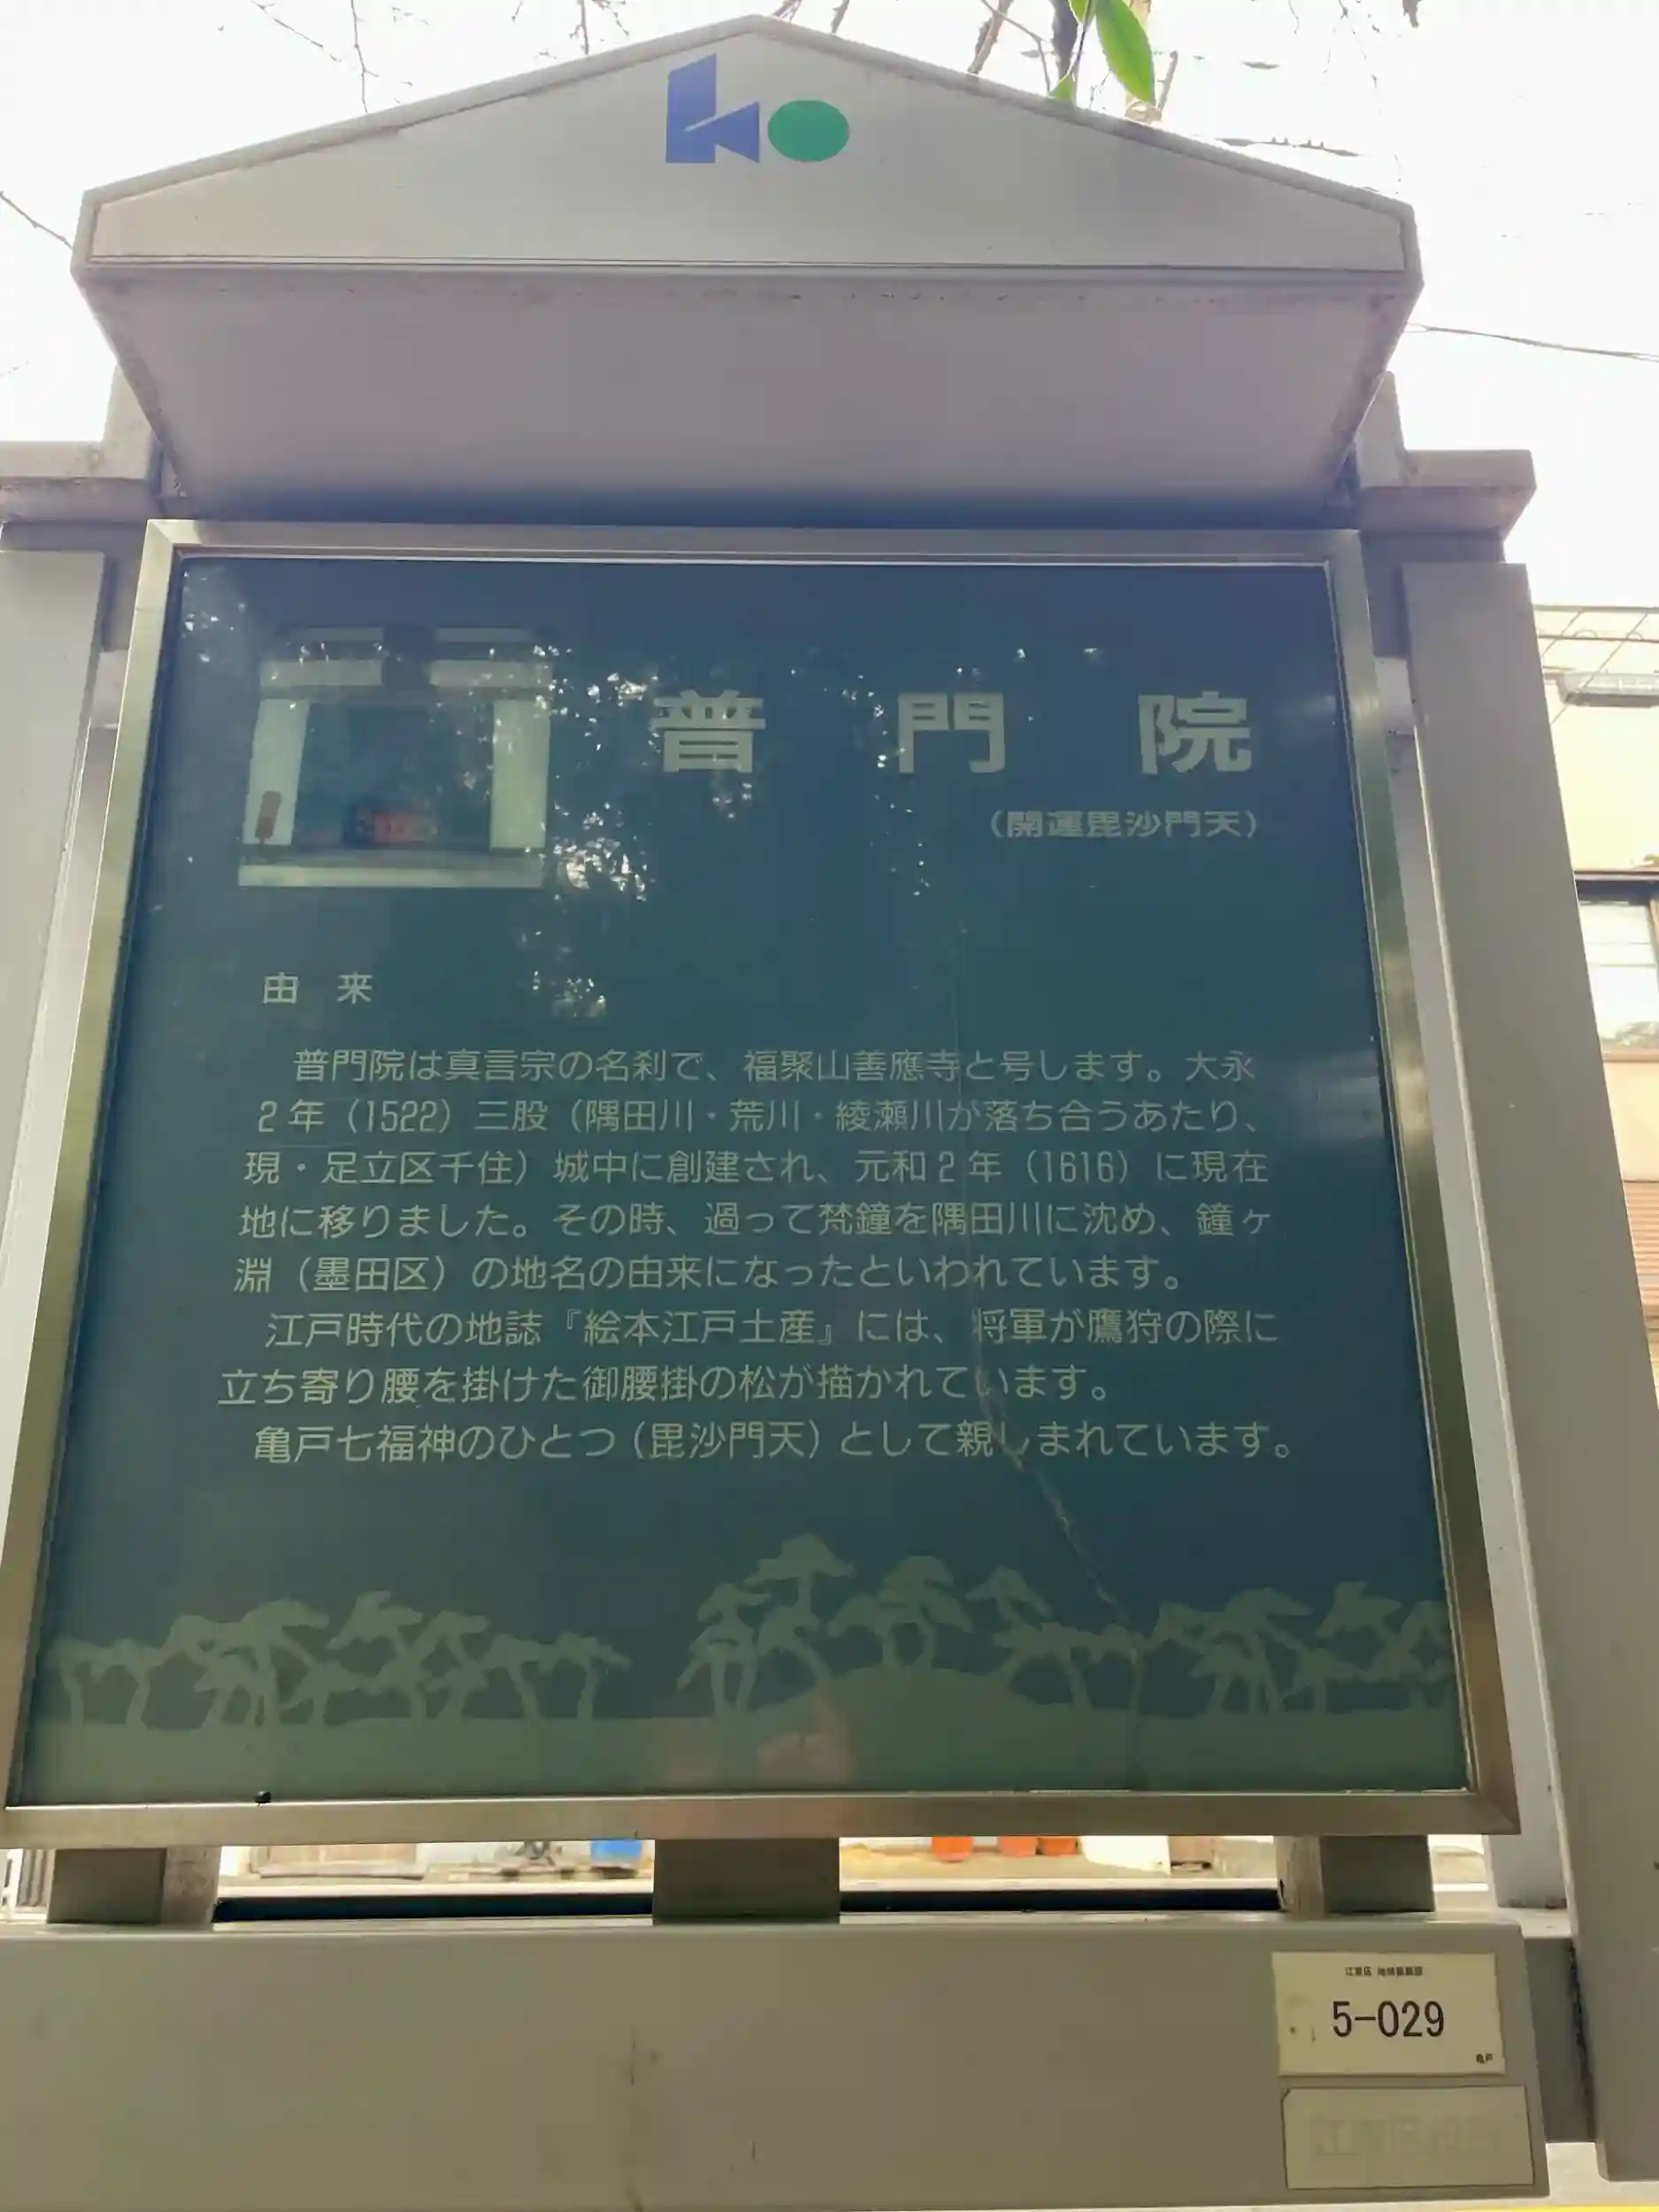 普門院
(開運毘沙門天)
由来
普門院は真言宗の名刹で、福聚山善應寺と号します。大永
2年（1522）三股（隅田川・荒川・綾瀬川が落ち合うあたり、
現・足立区千住）城中に創建され、元和2年（1616）に現在
地に移りました。その時、過って梵鐘を隅田川に沈め、鐘ヶ
淵（墨田区）の地名の由来になったといわれています。
江戸時代の地誌『絵本江戸土産』には、将軍が鷹狩の際に
立ち寄り腰を掛けた御腰掛の松が描かれています。
亀戸七福神のひとつ（毘沙門天）として親しまれています。
江東区 地域振興部
5-029
亀戸